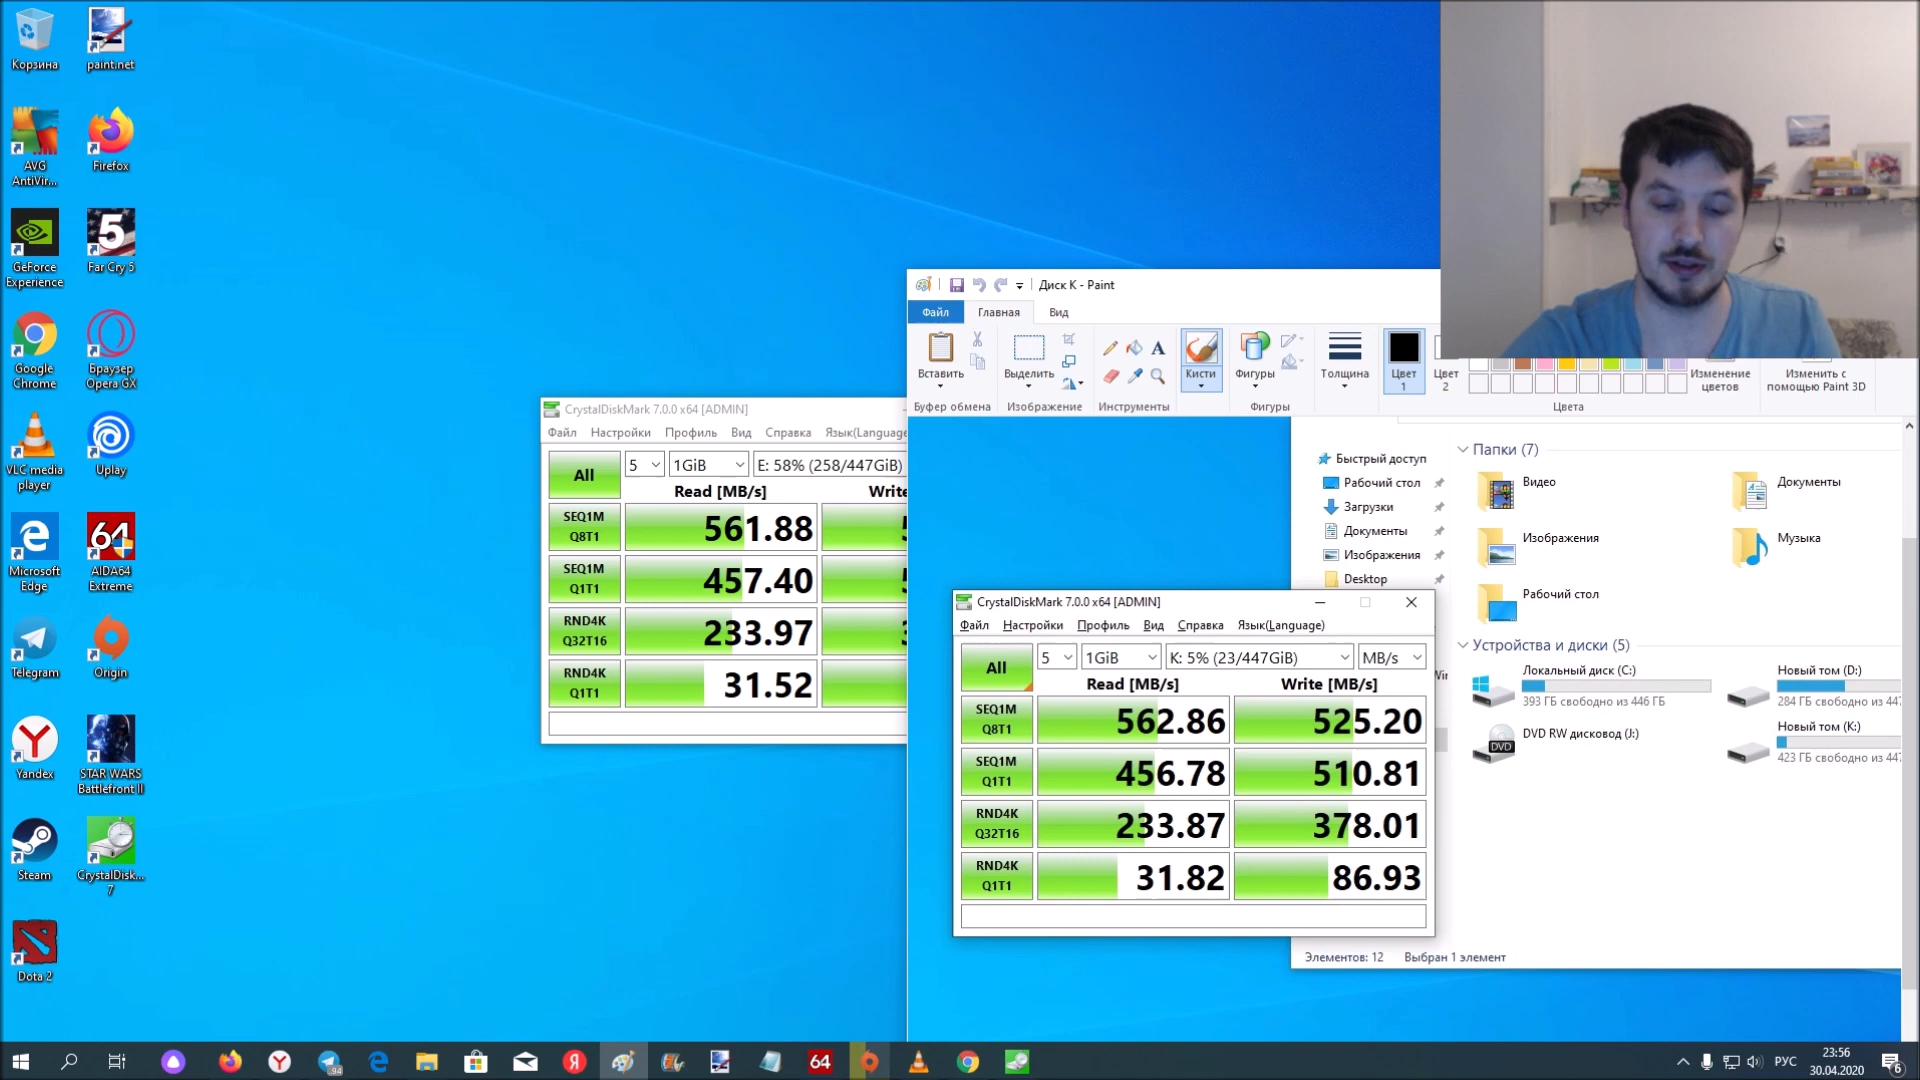 Корзина
paint.net
AVG
AntiVir...
Firefox
GeForce
Experience
Far Cry 5
Google
Chrome
Браузер
Opera GX
VLC media
player
Uplay
Microsoft
Edge
64
AIDA64
Extreme
Telegram
Origin
Yandex
STAR WARS
Battlefront II
Steam
CrystalDisk...
7
Dota 2
CrystalDiskMark 7.0.0 x64 [ADMIN]
Файл Настройки Профиль Вид Справка Язык(Language
All 5 1GiB E: 58% (258/447GiB)
Read [MB/s] Write
SEQ1M
Q8T1
561.88
SEQ1M
Q1T1
457.40
RND4K
Q32T16
233.97
RND4K
Q1T1
31.52
Диск K - Paint
Файл Главная Вид
Вставить Выделить Кисти Фигуры Толщина Цвет
1
Цвет
2
Изменение
цветов
Изменить с
помощью Paint 3D
Буфер обмена Изображение Инструменты Фигуры Цвета
Быстрый доступ
Рабочий стол
Загрузки
Документы
Изображения
Desktop
Папки (7)
Видео
Документы
Изображения
Музыка
Рабочий стол
Устройства и диски (5)
Локальный диск (C:)
393 ГБ свободно из 446 ГБ
Новый том (D:)
284 ГБ свободно из 447
DVD RW дисковод (J:)
Новый том (K:)
423 ГБ свободно из 447
CrystalDiskMark 7.0.0 x64 [ADMIN]
Файл Настройки Профиль Вид Справка Язык(Language)
All 5 1GiB K: 5% (23/447GiB) MB/s
Read [MB/s] Write [MB/s]
SEQ1M
Q8T1
562.86 525.20
SEQ1M
Q1T1
456.78 510.81
RND4K
Q32T16
233.87 378.01
RND4K
Q1T1
31.82 86.93
Элементов: 12 Выбран 1 элемент
94
64
РУС
23:56
30.04.2020
6